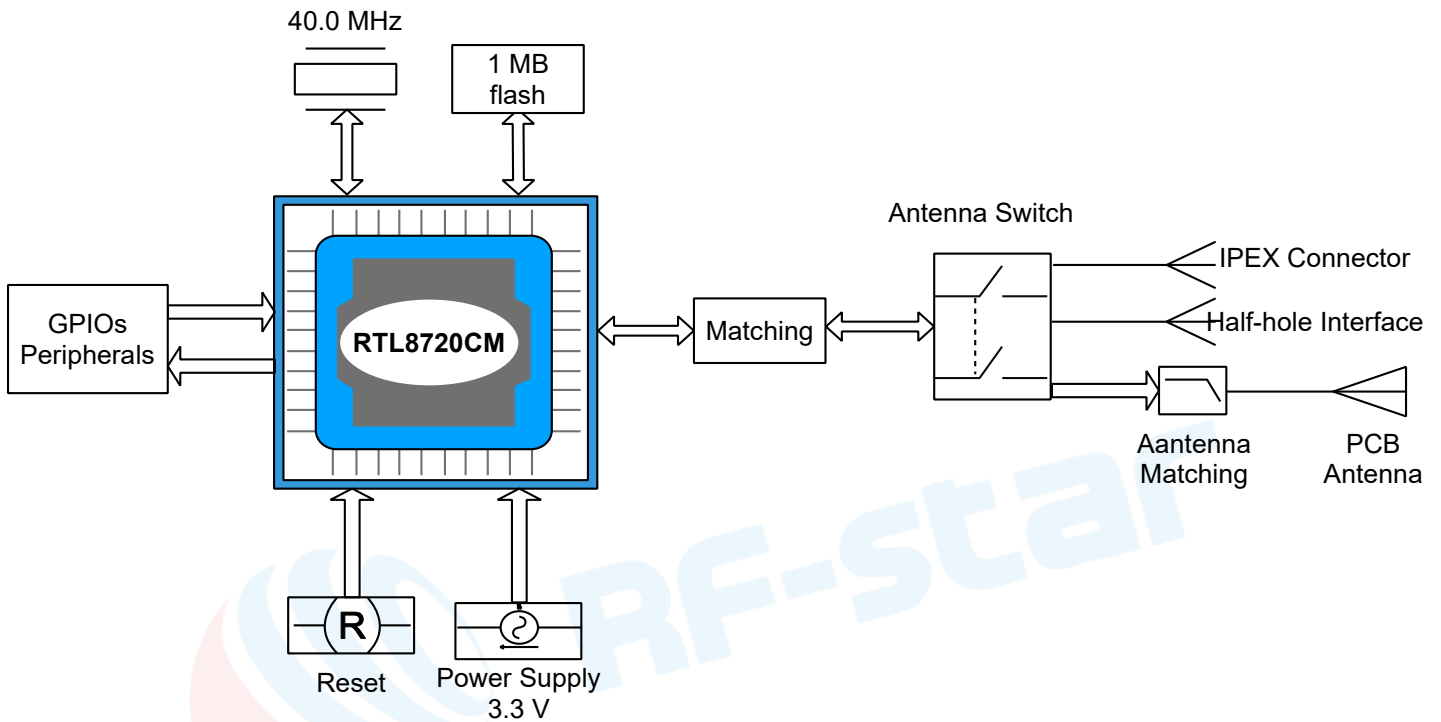 40.0 MHz
1 MB
flash
Antenna Switch
IPEX Connector
Half-hole Interface
GPIOs
Peripherals
RTL8720CM
Matching
Aantenna
Matching
PCB
Antenna
R
Reset
Power Supply
3.3 V
RF-star